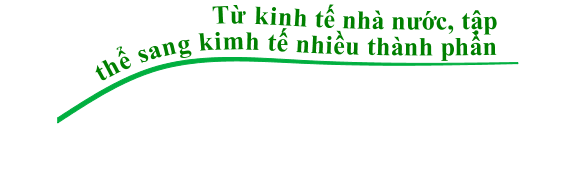 Từ kinh tế nhà nước, tập
thể sang kimh tế nhiều thành phần